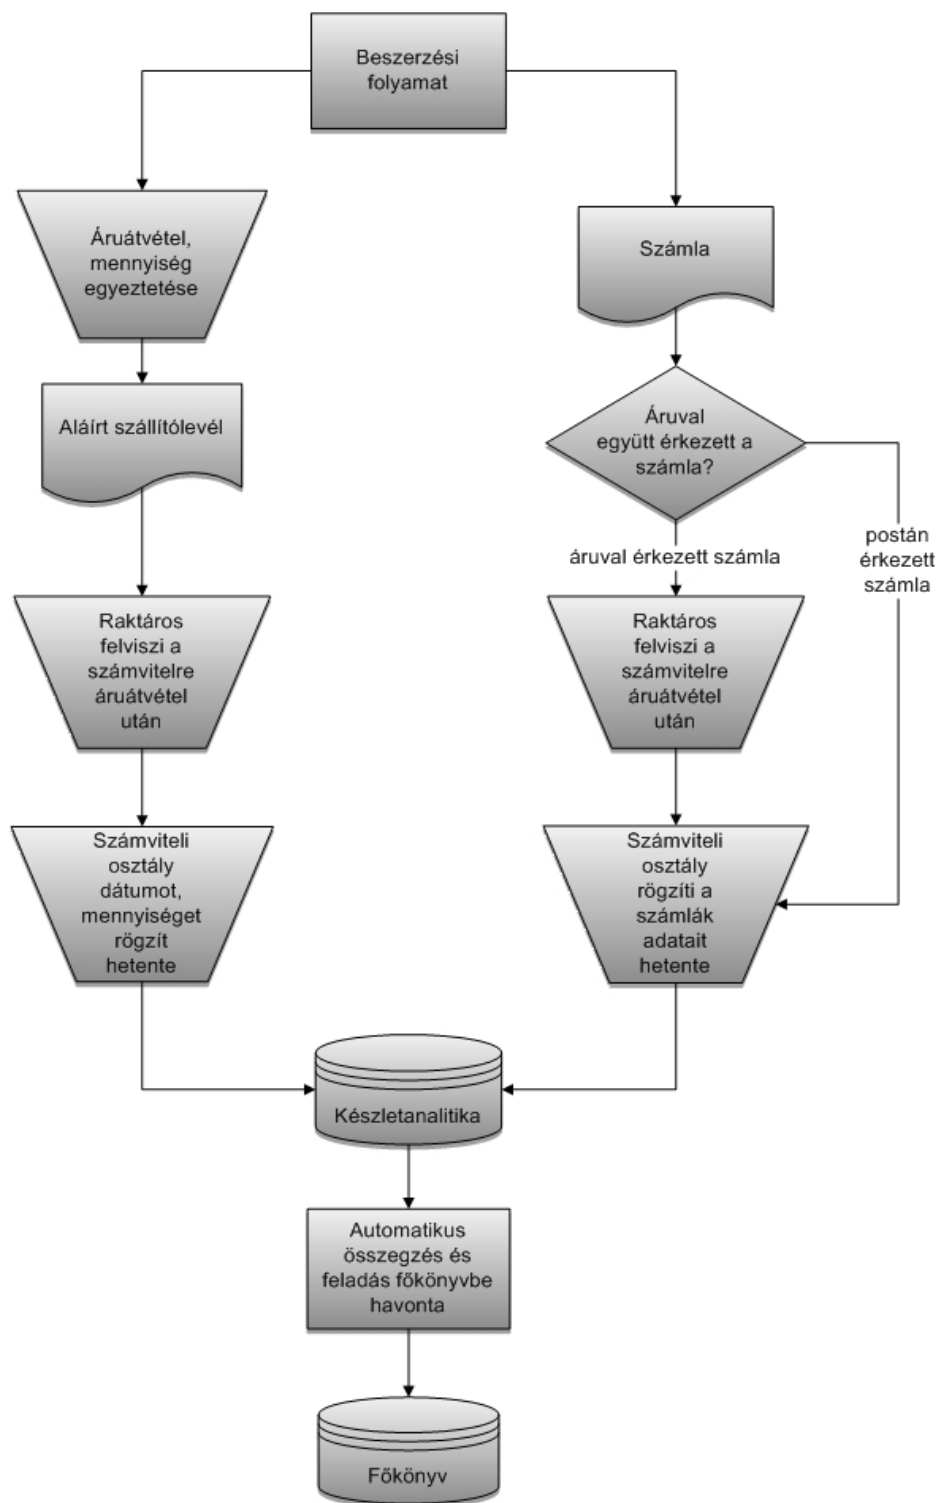 Beszerzési
folyamat
Áruátvétel,
mennyiség
egyeztetése
Számla
Aláírt szállítólevél
Áruval
együtt érkezett a
számla?
postán
érkezett
számla
áruval érkezett számla
Raktáros
felviszi a
számvitelre
áruátvétel
után
Raktáros
felviszi a
számvitelre
áruátvétel
után
Számviteli
osztály
dátumot,
mennyiséget
rögzít
hetente
Számviteli
osztály
rögzíti a
számlák
adatait
hetente
Készletanalitika
Automatikus
összegzés és
feladás főkönyvbe
havonta
Főkönyv